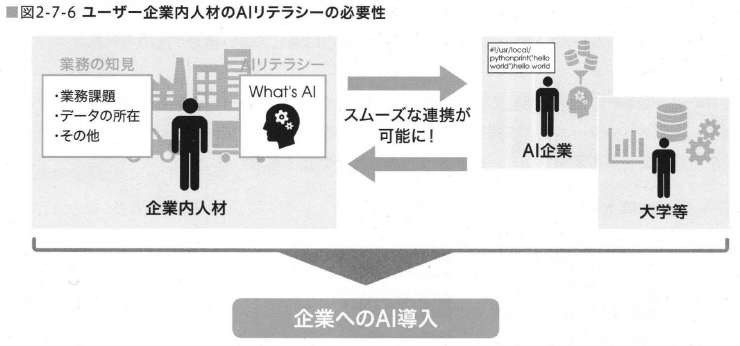 ■図2-7-6 ユーザー企業内人材のAIリテラシーの必要性
業務の知見
AIリテラシー
・業務課題
・データの所在
・その他
What's AI
企業内人材
スムーズな連携が
可能に！
#!/usr/local/
pythonprint("hello
world")hello world
AI企業
大学等
企業へのAI導入